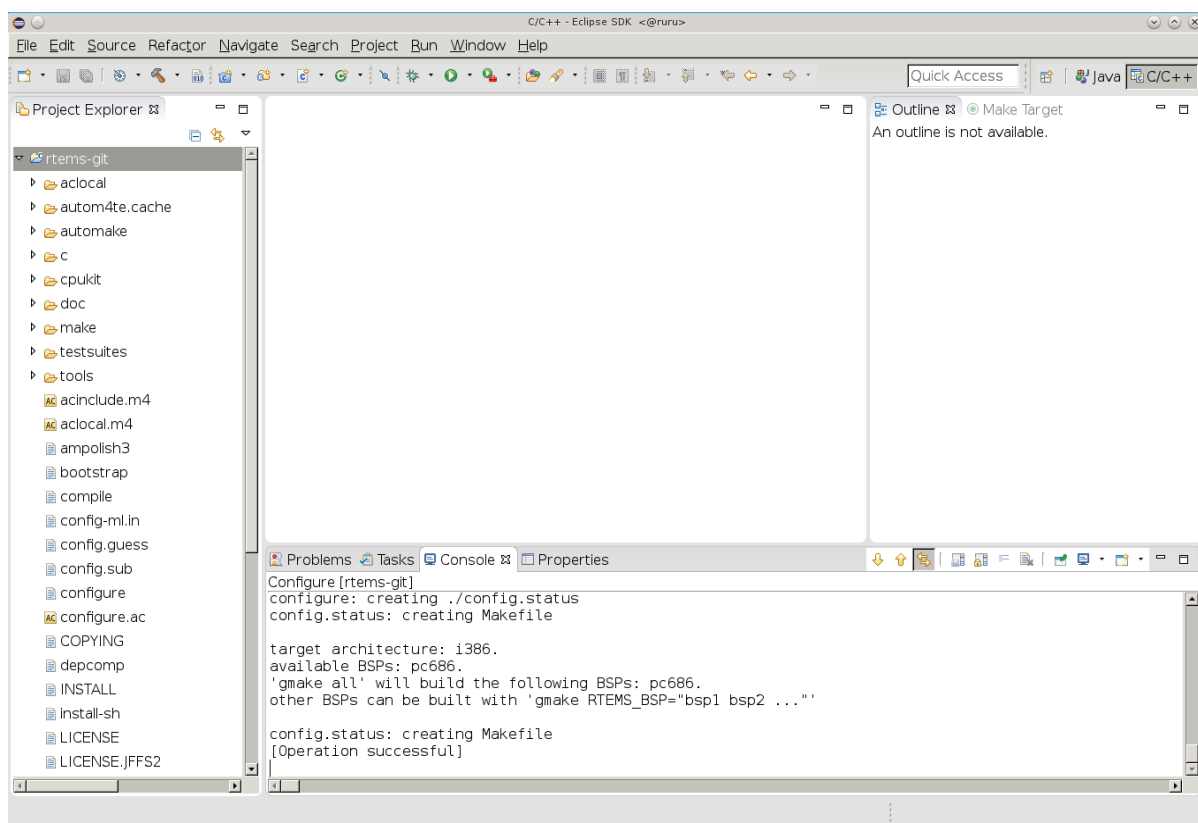 C/C++ - Eclipse SDK <@ruru>
File Edit Source Refactor Navigate Search Project Run Window Help
Quick Access Java C/C++
Project Explorer
rtems-git
aclocal
autom4te.cache
automake
c
cpukit
doc
make
testsuites
tools
acinclude.m4
aclocal.m4
ampolish3
bootstrap
compile
config-ml.in
config.guess
config.sub
configure
configure.ac
COPYING
depcomp
INSTALL
install-sh
LICENSE
LICENSE.JFFS2
Outline Make Target
An outline is not available.
Problems Tasks Console Properties
Configure [rtems-git]
configure: creating ./config.status
config.status: creating Makefile
target architecture: i386.
available BSPs: pc686.
'gmake all' will build the following BSPs: pc686.
other BSPs can be built with 'gmake RTEMS_BSP="bsp1 bsp2 ..."'
config.status: creating Makefile
[Operation successful]